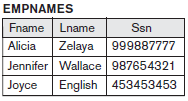 EMPNAMES
Fname Lname Ssn
Alicia Zelaya 999887777
Jennifer Wallace 987654321
Joyce English 453453453